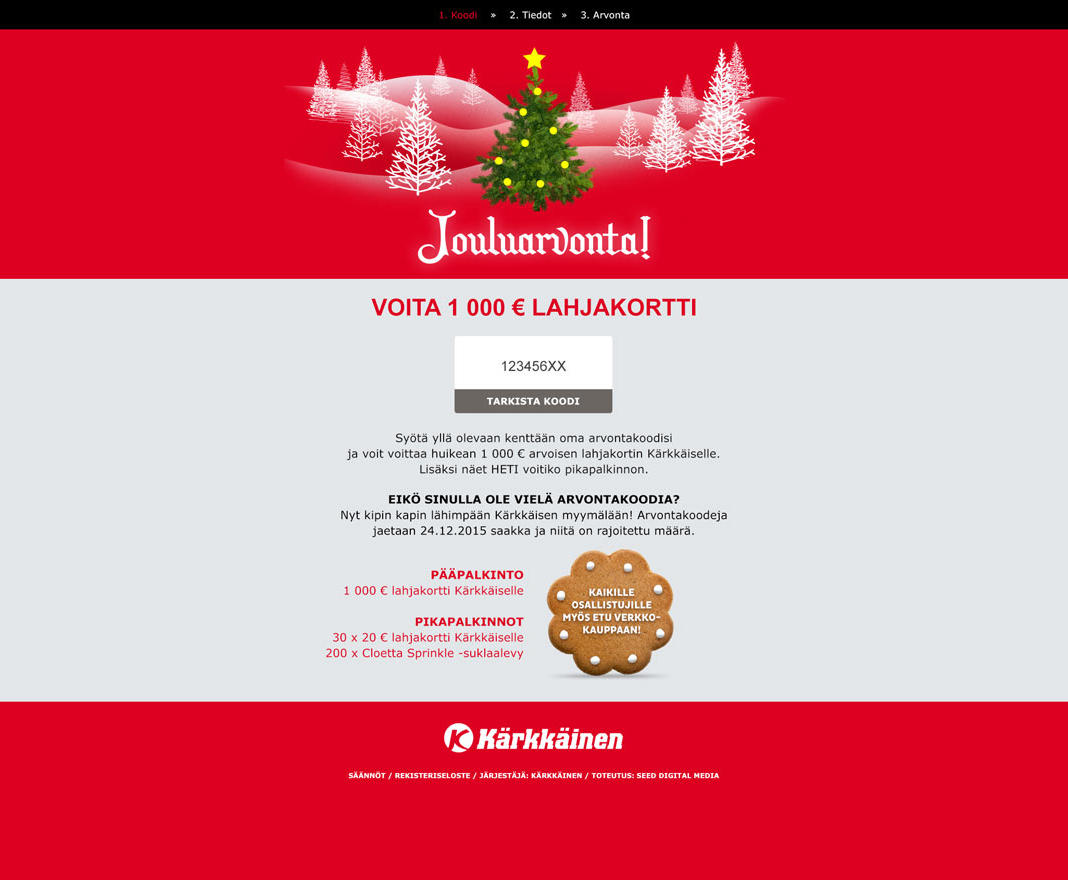 1. Koodi » 2. Tiedot » 3. Arvonta
Jouluarvonta!
VOITA 1 000 € LAHJAKORTTI
123456XX
TARKISTA KOODI
Syötä yllä olevaan kenttään oma arvontakoodisi
ja voit voittaa huikean 1 000 € arvoisen lahjakortin Kärkkäiselle.
Lisäksi näet HETI voitiko pikapalkinnon.
EIKÖ SINULLA OLE VIELÄ ARVONTAKOODIA?
Nyt kipin kapin lähimpään Kärkkäisen myymälään! Arvontakoodeja
jaetaan 24.12.2015 saakka ja niitä on rajoitettu määrä.
PÄÄPALKINTO
1 000 € lahjakortti Kärkkäiselle
PIKAPALKINNOT
30 x 20 € lahjakortti Kärkkäiselle
200 x Cloetta Sprinkle -suklaalevy
KAIKILLE
OSALLISTUJILLE
MYÖS ETU VERKKO-
KAUPPAAN!
K Kärkkäinen
SÄÄNNÖT / REKISTERISELOSTE / JÄRJESTÄJÄ: KÄRKKÄINEN / TOTEUTUS: SEED DIGITAL MEDIA